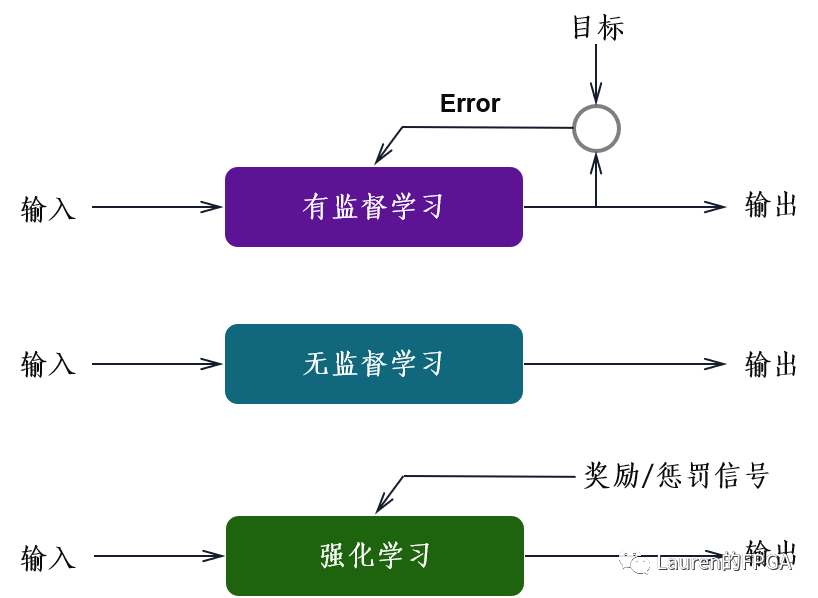 目标
Error
输入
有监督学习
输出
输入
无监督学习
输出
奖励/惩罚信号
输入
强化学习
输出
Lauren的FPGA